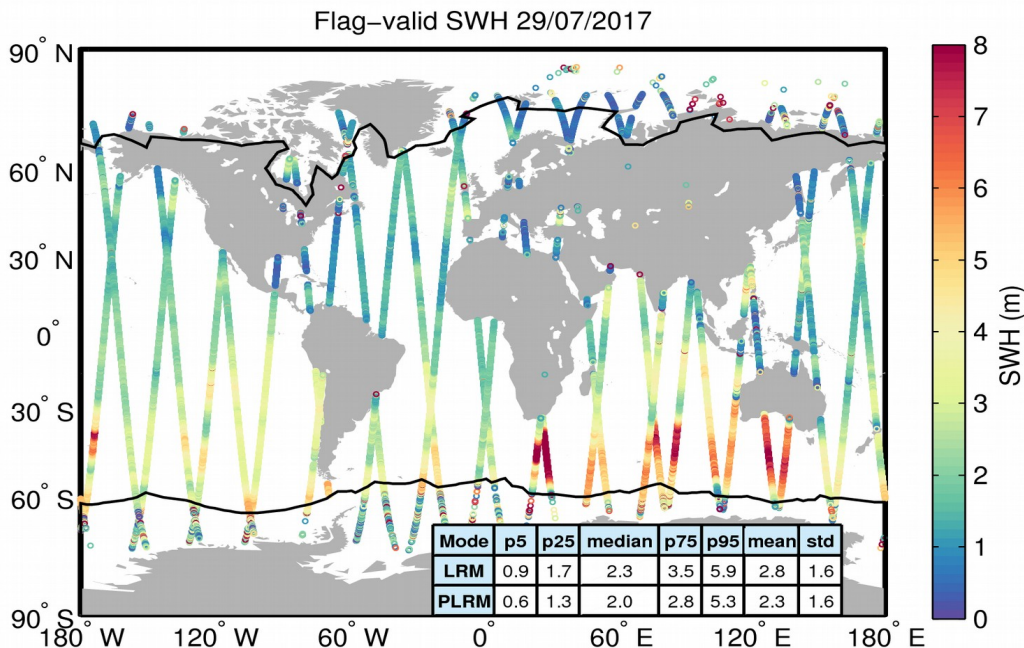 Flag−valid SWH 29/07/2017
90° N
60° N
30° N
0°
30° S
60° S
90° S
180° W
120° W
60° W
0°
60° E
120° E
180° E
Mode p5 p25 median p75 p95 mean std
LRM 0.9 1.7 2.3 3.5 5.9 2.8 1.6
PLRM 0.6 1.3 2.0 2.8 5.3 2.3 1.6
8
7
6
5
4
3
2
1
0
SWH (m)